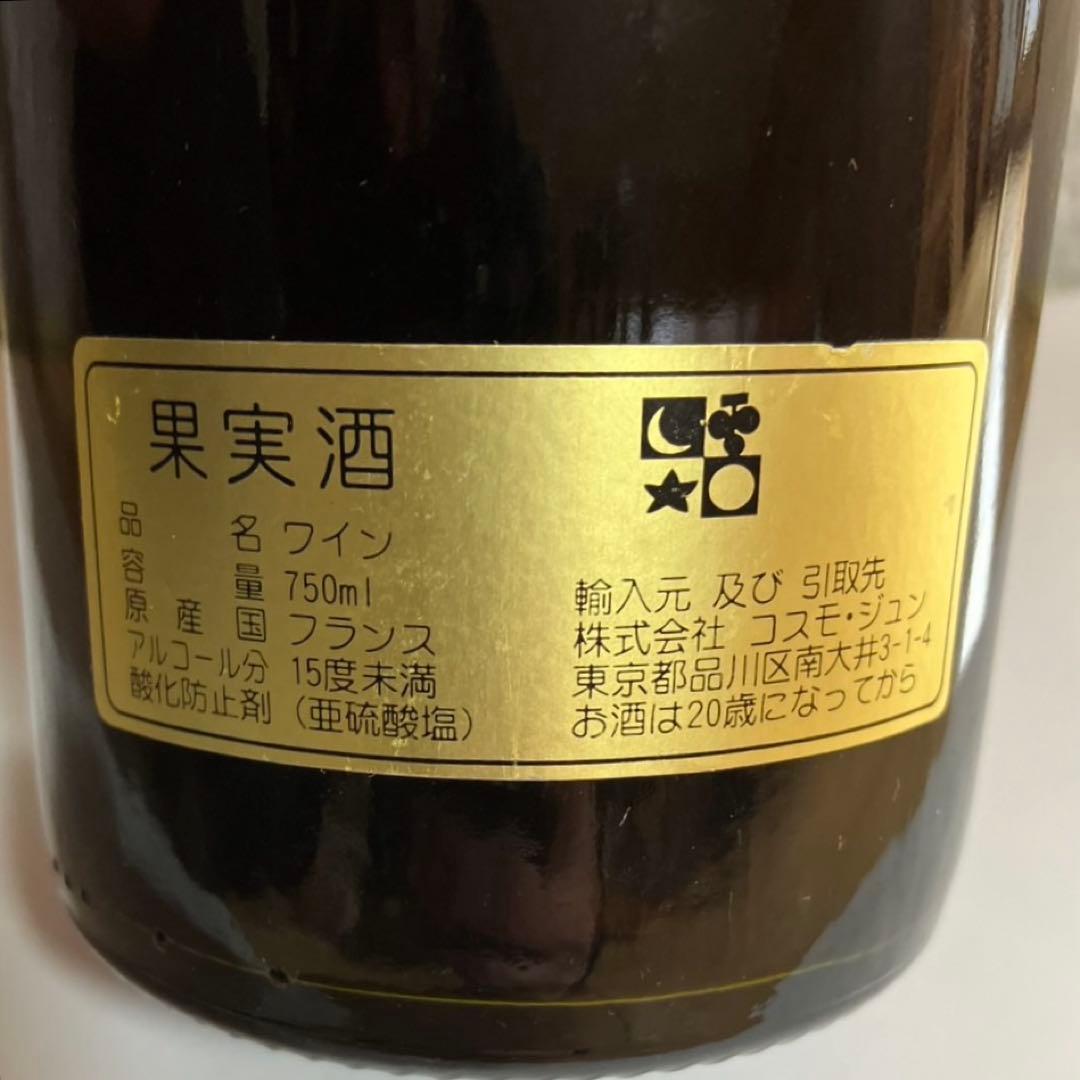 果実酒
品名 ワイン
容量 750ml
原産国 フランス
アルコール分 15度未満
酸化防止剤 (亜硫酸塩)
輸入元 及び 引取先
株式会社 コスモ・ジュン
東京都品川区南大井3-1-4
お酒は20歳になってから